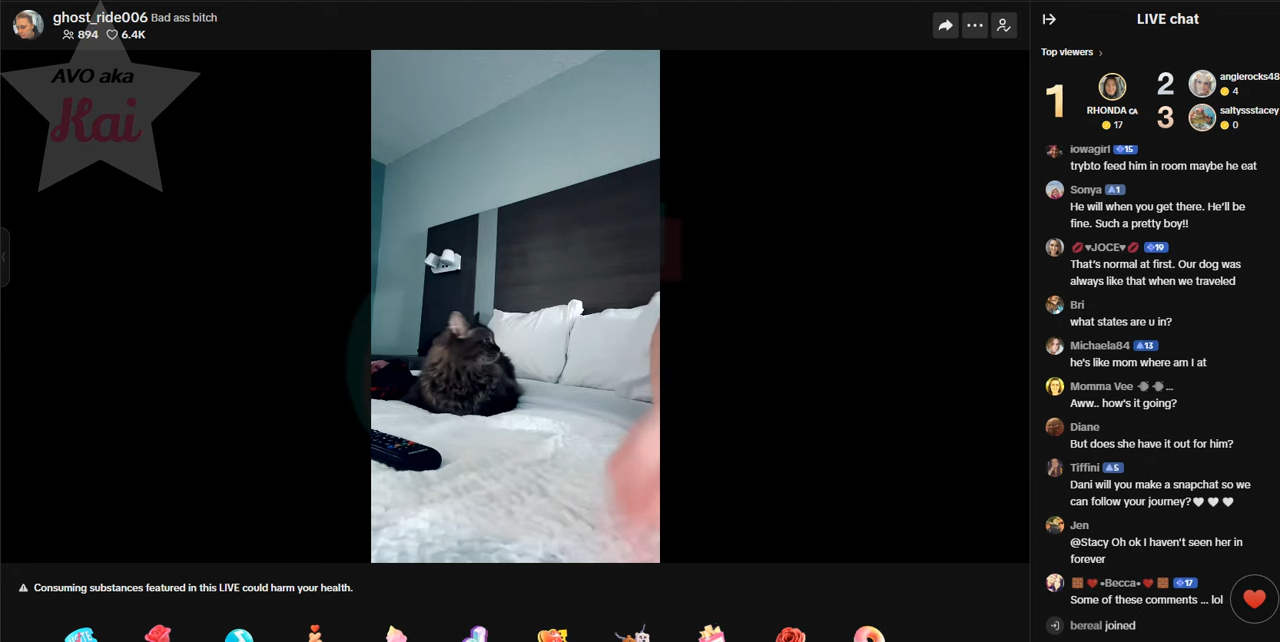 ghost_ride006 Bad ass bitch
894 6.4K
AVO aka
Kai
LIVE chat
Top viewers
1
RHONDA CA
17
2
anglerocks48
4
3
saltyssstacey
0
iowagirl 15
trybto feed him in room maybe he eat
Sonya 1
He will when you get there. He'll be
fine. Such a pretty boy!!
♥JOCE♥ 19
That's normal at first. Our dog was
always like that when we traveled
Bri
what states are u in?
Michaela84 13
he's like mom where am I at
Momma Vee ...
Aww.. how's it going?
Diane
But does she have it out for him?
Tiffini 5
Dani will you make a snapchat so we
can follow your journey?🤍🤍🤍
Jen
@Stacy Oh ok I haven't seen her in
forever
🧱❤️•Becca•❤️🧱 17
Some of these comments ... lol
bereal joined
Consuming substances featured in this LIVE could harm your health.